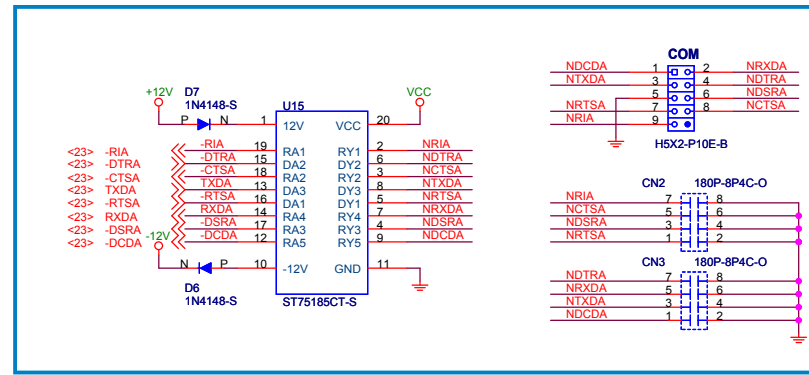 COM
NDCDA 1 2 NRXDA
NTXDA 3 4 NDTRA
5 6 NDSRA
NRTSA 7 8 NCTSA
NRIA 9
H5X2-P10E-B
+12V D7 VCC
1N4148-S U15
P N 1 12V VCC 20
<23> -RIA -RIA 19 RA1 RY1 2 NRIA
<23> -DTRA -DTRA 15 DA2 DY2 6 NDTRA
<23> -CTSA -CTSA 18 RA2 RY2 3 NCTSA
<23> TXDA TXDA 13 DA3 DY3 8 NTXDA
<23> -RTSA -RTSA 16 DA1 DY1 5 NRTSA
<23> RXDA RXDA 14 RA4 RY4 7 NRXDA
<23> -DSRA -DSRA 17 RA3 RY3 4 NDSRA
<23> -DCDA -DCDA 12 RA5 RY5 9 NDCDA
-12V
N P 10 -12V GND 11
D6
1N4148-S ST75185CT-S
CN2 180P-8P4C-O
NRIA 7 8
NCTSA 5 6
NDSRA 3 4
NRTSA 1 2
CN3 180P-8P4C-O
NDTRA 7 8
NRXDA 5 6
NTXDA 3 4
NDCDA 1 2